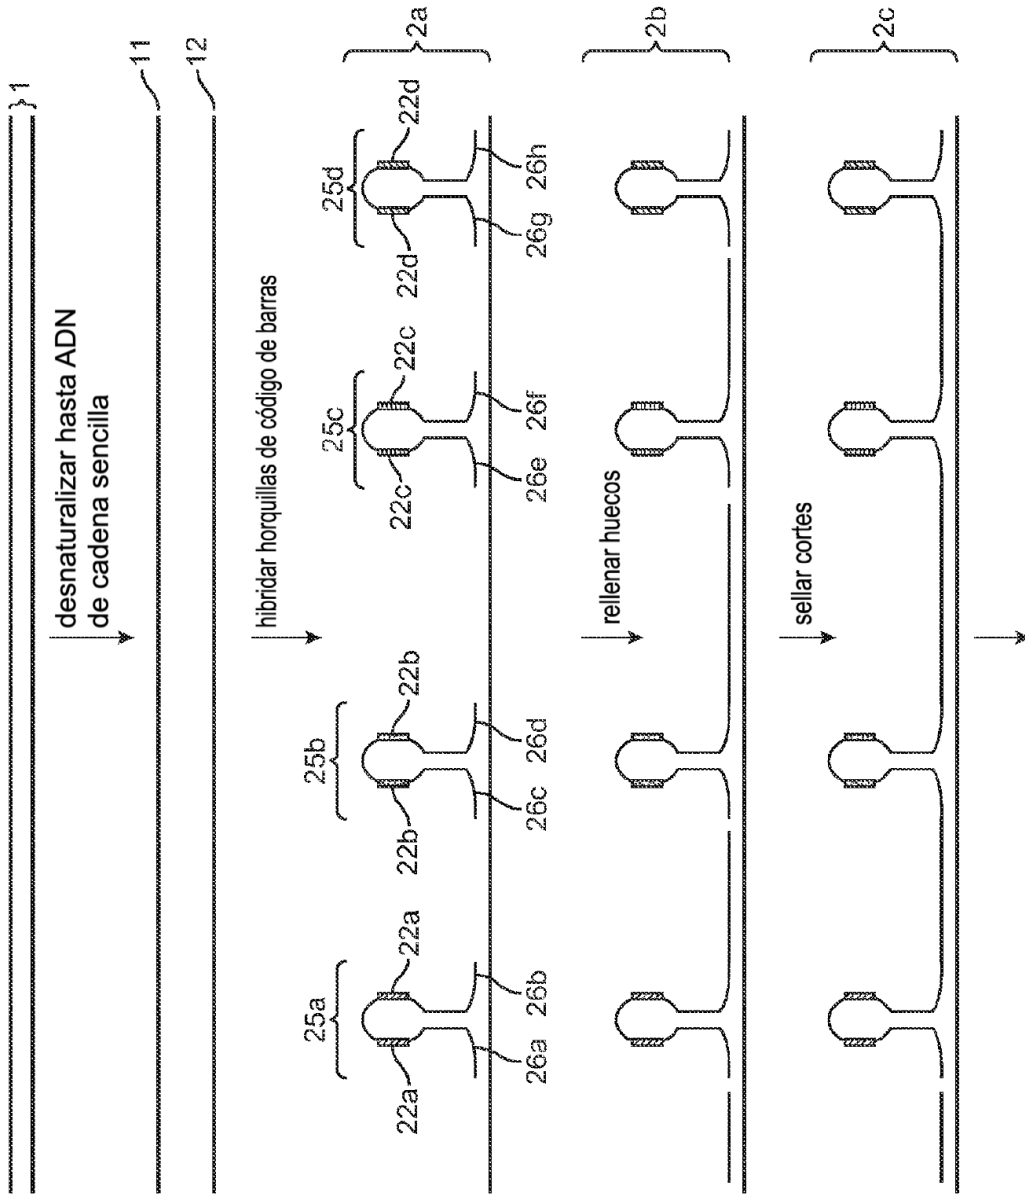 1
desnaturalizar hasta ADN
de cadena sencilla
11
12
hibridar horquillas de código de barras
25a
25b
25c
25d
2a
22a
22a
22b
22b
22c
22c
22d
22d
26a
26b
26c
26d
26e
26f
26g
26h
rellenar huecos
2b
sellar cortes
2c